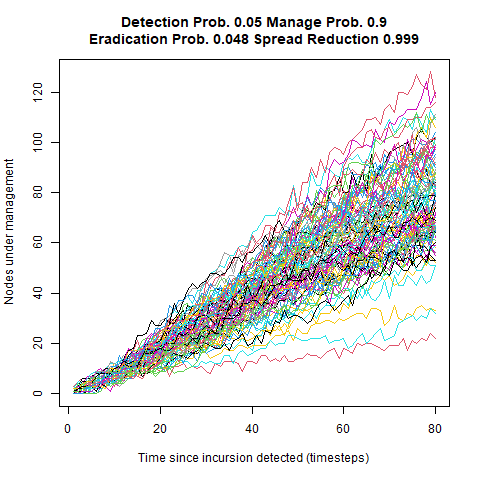 Detection Prob. 0.05 Manage Prob. 0.9
Eradication Prob. 0.048 Spread Reduction 0.999
120
100
80
60
40
20
0
Nodes under management
0 20 40 60 80
Time since incursion detected (timesteps)